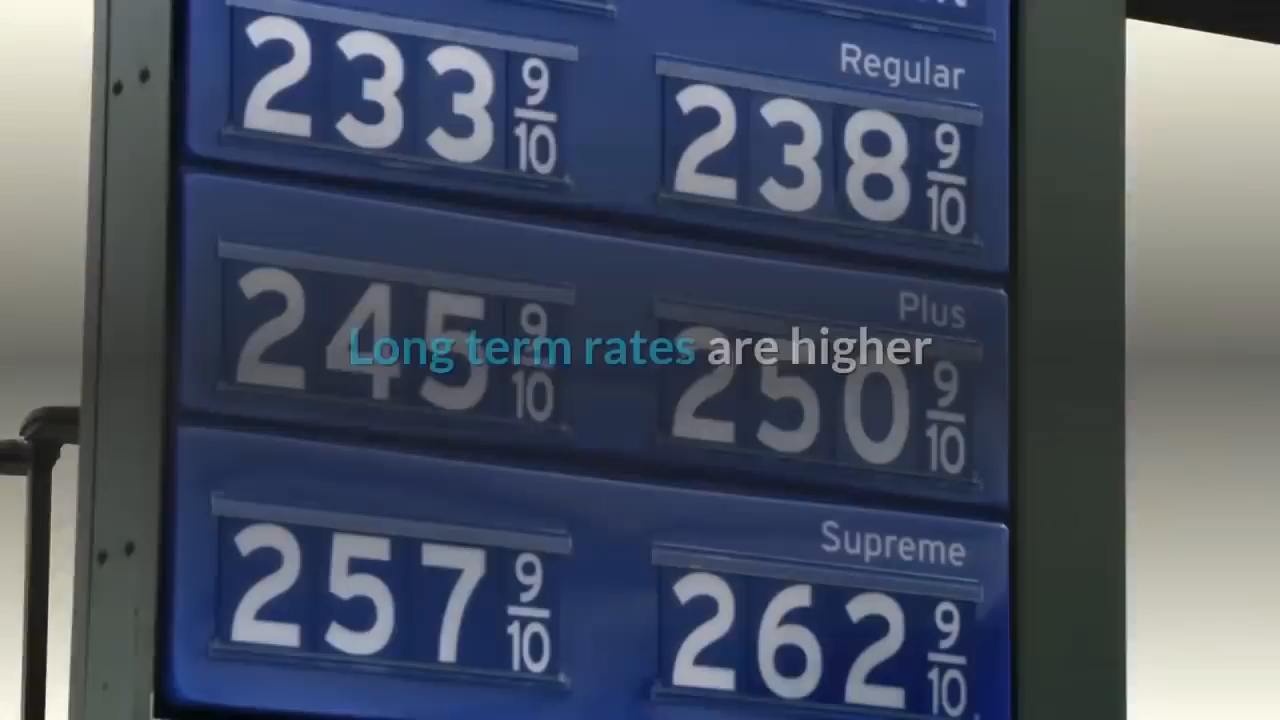 233 9/10
Regular
238 9/10
245 9/10
Plus
250 9/10
Long term rates are higher
257 9/10
Supreme
262 9/10